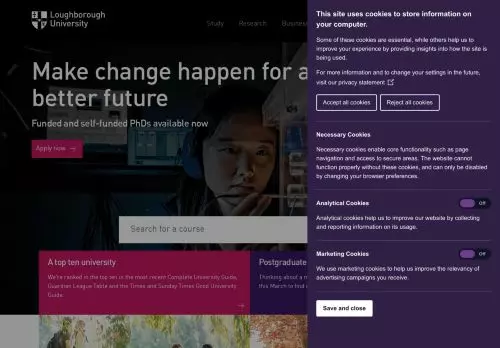 Loughborough
University
Study
Research
Business
Make change happen for a
better future
Funded and self-funded PhDs available now
Apply now
Search for a course
A top ten university
We're ranked in the top ten in the most recent Complete University Guide,
Guardian League Table and the Times and Sunday Times Good University
Guide.
Postgraduate
Thinking about a m
this March to find
This site uses cookies to store information on
your computer.
Some of these cookies are essential, while others help us to
improve your experience by providing insights into how the site is
being used.
For more information and to change your settings in the future,
visit our privacy statement
Accept all cookies
Reject all cookies
Necessary Cookies
Necessary cookies enable core functionality such as page
navigation and access to secure areas. The website cannot
function properly without these cookies, and can only be disabled
by changing your browser preferences.
Analytical Cookies
Off
Analytical cookies help us to improve our website by collecting
and reporting information on its usage.
Marketing Cookies
Off
We use marketing cookies to help us improve the relevancy of
advertising campaigns you receive.
Save and close